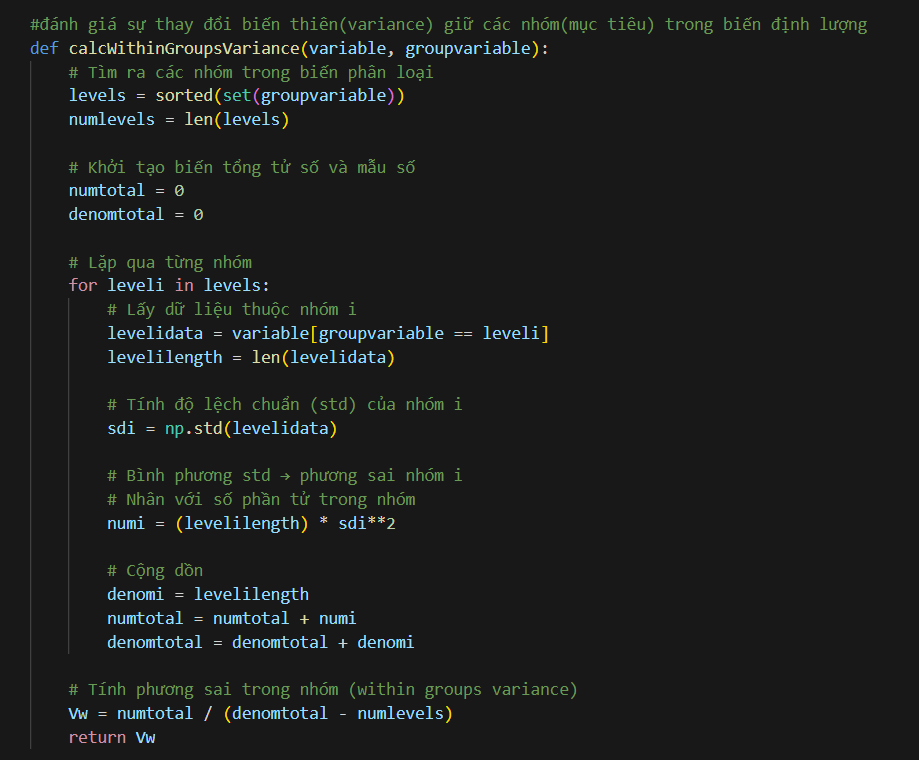 #đánh giá sự thay đổi biến thiên(variance) giữ các nhóm(mục tiêu) trong biến định lượng
def calcWithinGroupsVariance(variable, groupvariable):
    # Tìm ra các nhóm trong biến phân loại
    levels = sorted(set(groupvariable))
    numlevels = len(levels)

    # Khởi tạo biến tổng tử số và mẫu số
    numtotal = 0
    denomtotal = 0

    # Lặp qua từng nhóm
    for leveli in levels:
        # Lấy dữ liệu thuộc nhóm i
        levelidata = variable[groupvariable == leveli]
        levelilength = len(levelidata)

        # Tính độ lệch chuẩn (std) của nhóm i
        sdi = np.std(levelidata)

        # Bình phương std → phương sai nhóm i
        # Nhân với số phần tử trong nhóm
        numi = (levelilength) * sdi**2

        # Cộng dồn
        denomi = levelilength
        numtotal = numtotal + numi
        denomtotal = denomtotal + denomi

    # Tính phương sai trong nhóm (within groups variance)
    Vw = numtotal / (denomtotal - numlevels)
    return Vw